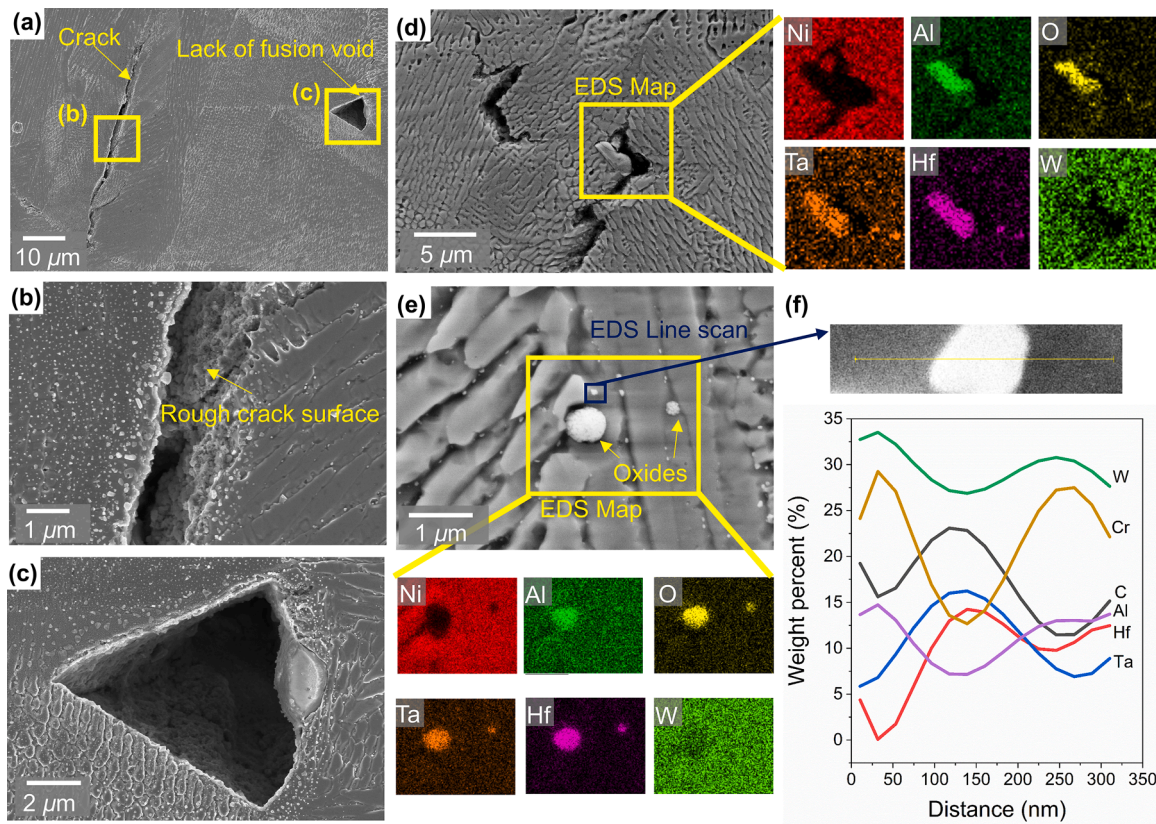 (a)
Crack
Lack of fusion void
(b)
(c)
10 µm
(b)
Rough crack surface
1 µm
(c)
2 µm
(d)
EDS Map
5 µm
Ni
Al
O
Ta
Hf
W
(e)
EDS Line scan
Oxides
EDS Map
1 µm
Ni
Al
O
Ta
Hf
W
(f)
Weight percent (%)
35
30
25
20
15
10
5
0
W
Cr
C
Al
Hf
Ta
0 50 100 150 200 250 300 350
Distance (nm)